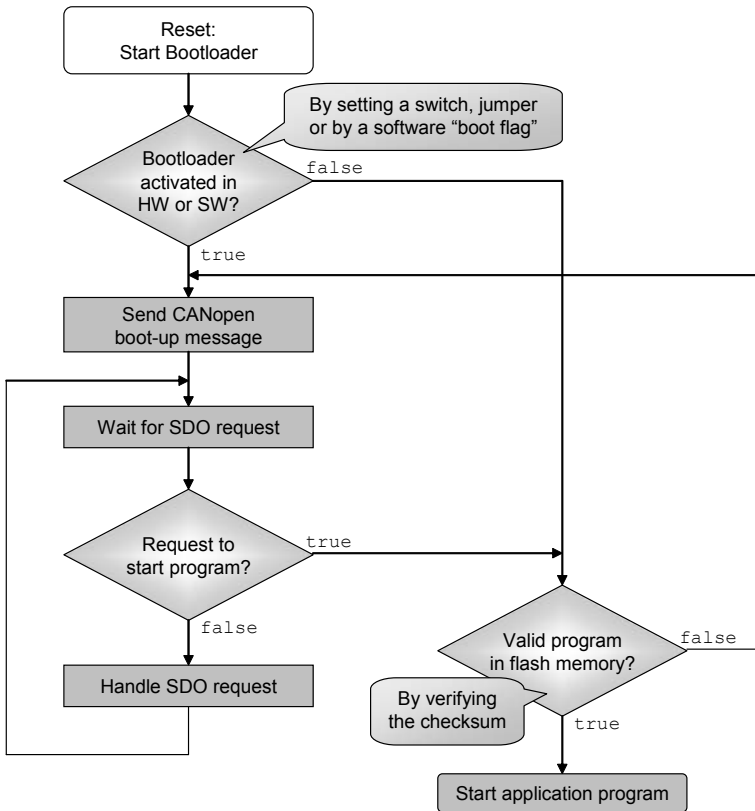 Reset:
Start Bootloader
By setting a switch, jumper
or by a software “boot flag”
Bootloader
activated in
HW or SW?
false
true
Send CANopen
boot-up message
Wait for SDO request
Request to
start program?
true
false
Handle SDO request
Valid program
in flash memory?
false
By verifying
the checksum
true
Start application program